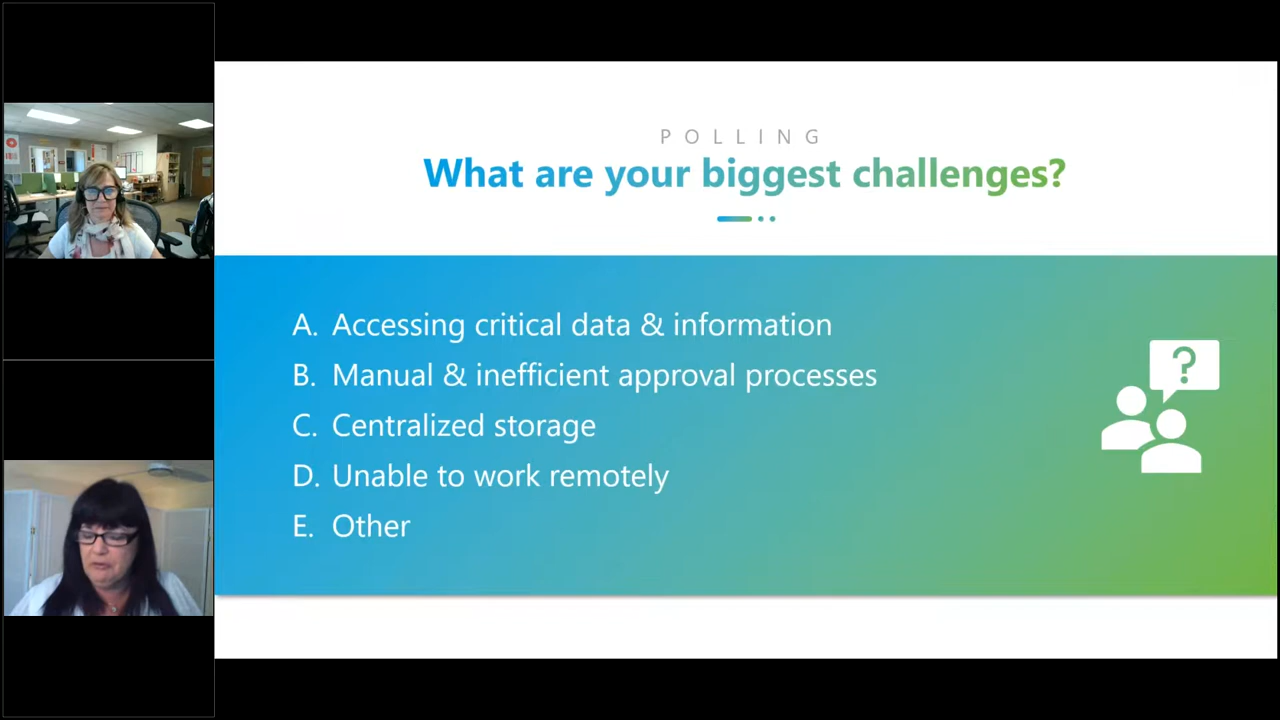 POLLING
What are your biggest challenges?
?
A. Accessing critical data & information
B. Manual & inefficient approval processes
C. Centralized storage
D. Unable to work remotely
E. Other